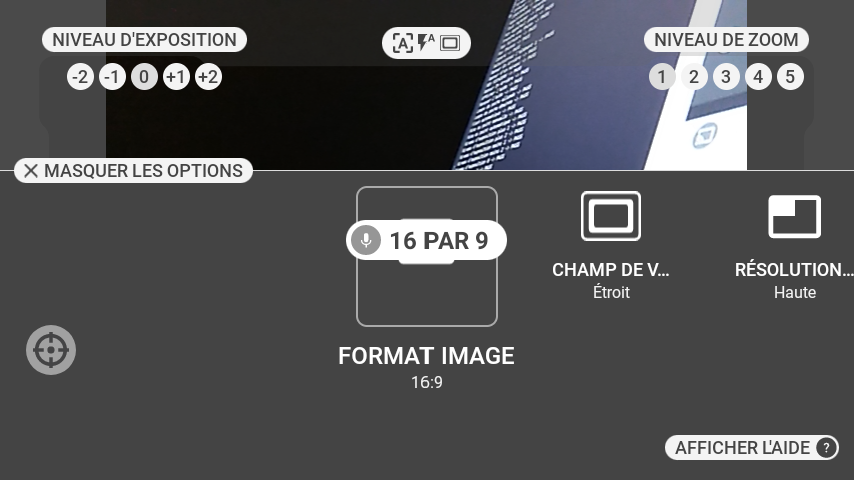 NIVEAU D'EXPOSITION
-2 -1 0 +1 +2
A A
NIVEAU DE ZOOM
1 2 3 4 5
MASQUER LES OPTIONS
16 PAR 9
FORMAT IMAGE
16:9
CHAMP DE V...
Étroit
RÉSOLUTION...
Haute
AFFICHER L'AIDE ?